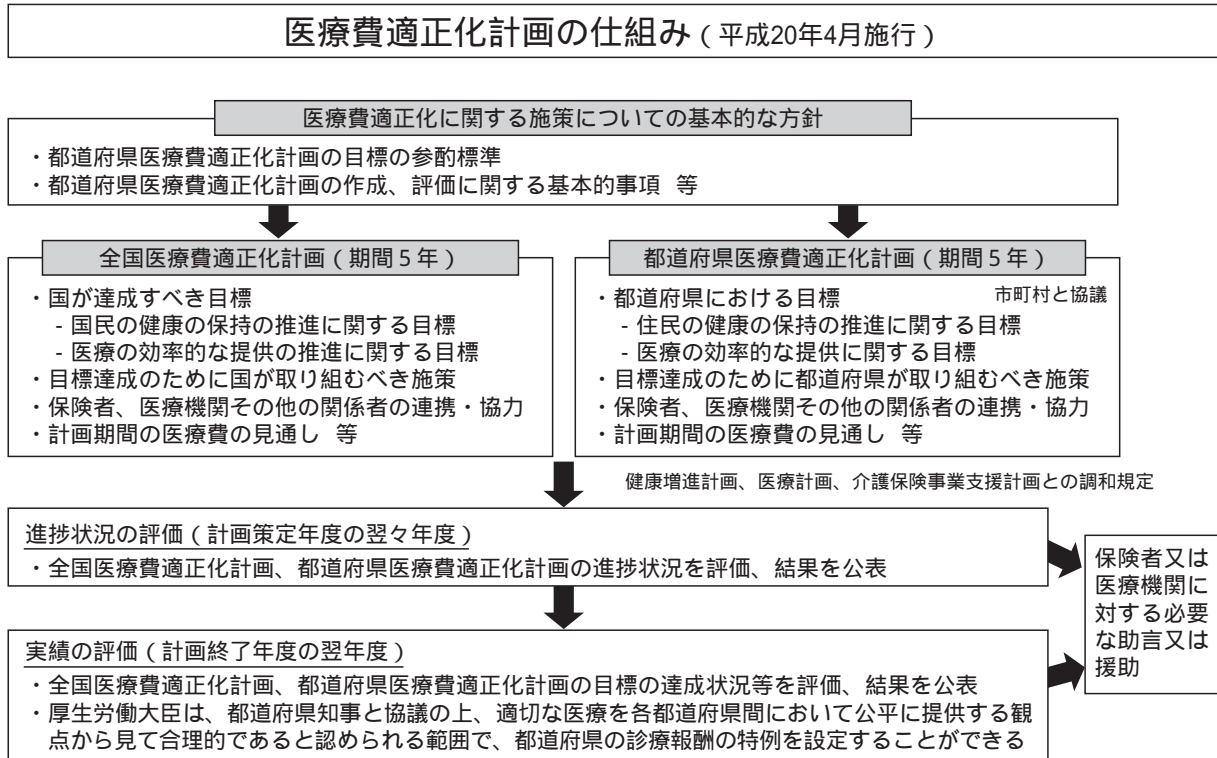 医療費適正化計画の仕組み（平成20年4月施行）
医療費適正化に関する施策についての基本的な方針
・都道府県医療費適正化計画の目標の参酌標準
・都道府県医療費適正化計画の作成、評価に関する基本的事項 等
全国医療費適正化計画（期間５年）
・国が達成すべき目標
- 国民の健康の保持の推進に関する目標
- 医療の効率的な提供の推進に関する目標
・目標達成のために国が取り組むべき施策
・保険者、医療機関その他の関係者の連携・協力
・計画期間の医療費の見通し 等
都道府県医療費適正化計画（期間５年）
・都道府県における目標 市町村と協議
- 住民の健康の保持の推進に関する目標
- 医療の効率的な提供に関する目標
・目標達成のために都道府県が取り組むべき施策
・保険者、医療機関その他の関係者の連携・協力
・計画期間の医療費の見通し 等
健康増進計画、医療計画、介護保険事業支援計画との調和規定
進捗状況の評価（計画策定年度の翌々年度）
・全国医療費適正化計画、都道府県医療費適正化計画の進捗状況を評価、結果を公表
実績の評価（計画終了年度の翌年度）
・全国医療費適正化計画、都道府県医療費適正化計画の目標の達成状況等を評価、結果を公表
・厚生労働大臣は、都道府県知事と協議の上、適切な医療を各都道府県間において公平に提供する観
点から見て合理的であると認められる範囲で、都道府県の診療報酬の特例を設定することができる
保険者又は
医療機関に
対する必要
な助言又は
援助